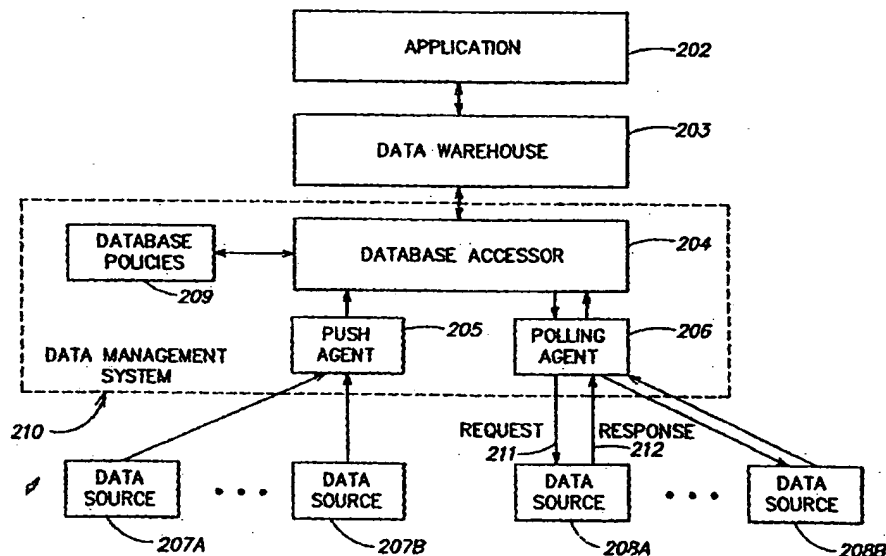 APPLICATION
202
203
DATA WAREHOUSE
DATABASE
POLICIES
209
DATABASE ACCESSOR
204
PUSH
AGENT
205
POLLING
AGENT
206
DATA MANAGEMENT
SYSTEM
210
REQUEST
211
RESPONSE
212
DATA
SOURCE
207A
DATA
SOURCE
207B
DATA
SOURCE
208A
DATA
SOURCE